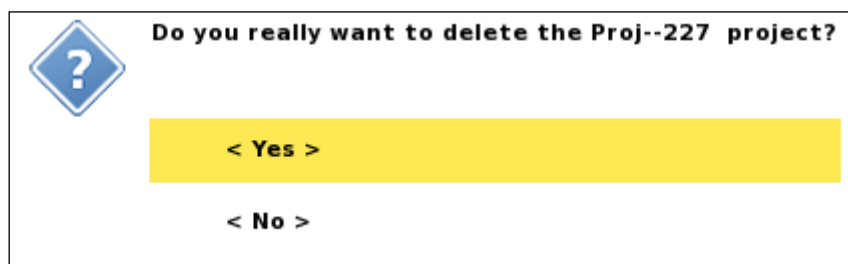 Do you really want to delete the Proj--227  project?
?
< Yes >
< No >